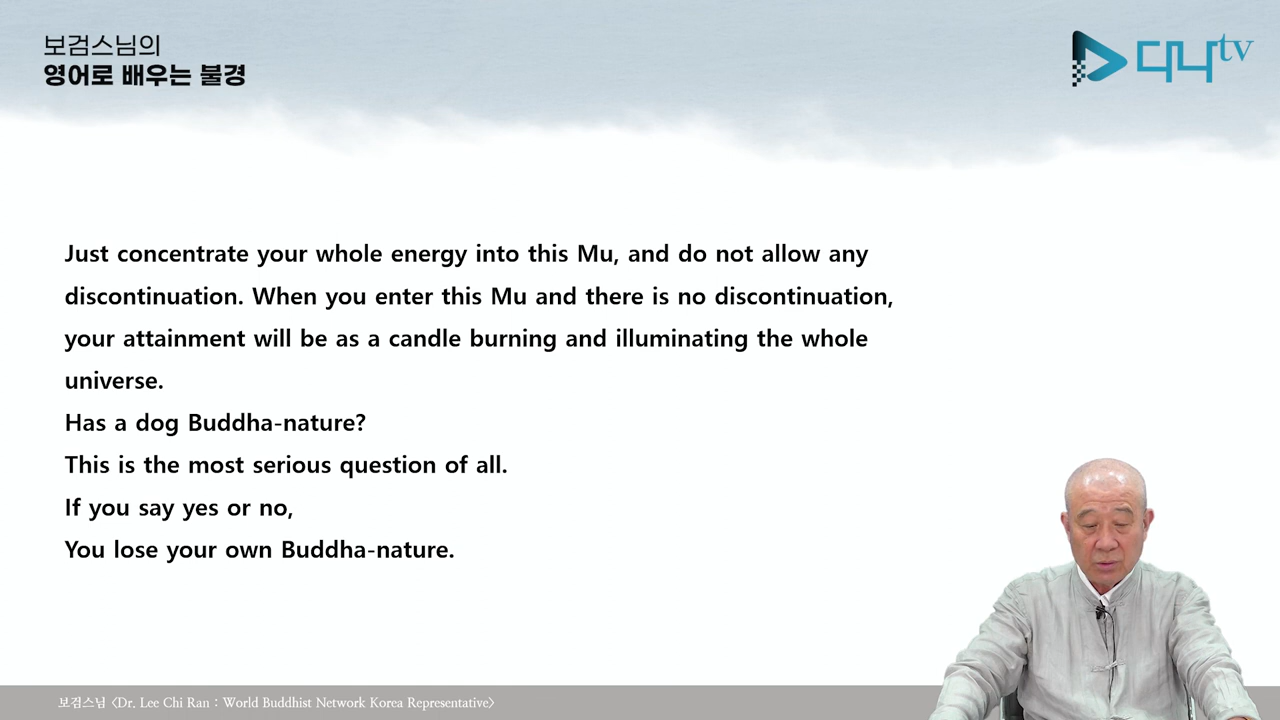 보검스님의
영어로 배우는 불경
다나tv
Just concentrate your whole energy into this Mu, and do not allow any
discontinuation. When you enter this Mu and there is no discontinuation,
your attainment will be as a candle burning and illuminating the whole
universe.
Has a dog Buddha-nature?
This is the most serious question of all.
If you say yes or no,
You lose your own Buddha-nature.
보검스님 <Dr. Lee Chi Ran : World Buddhist Network Korea Representative>